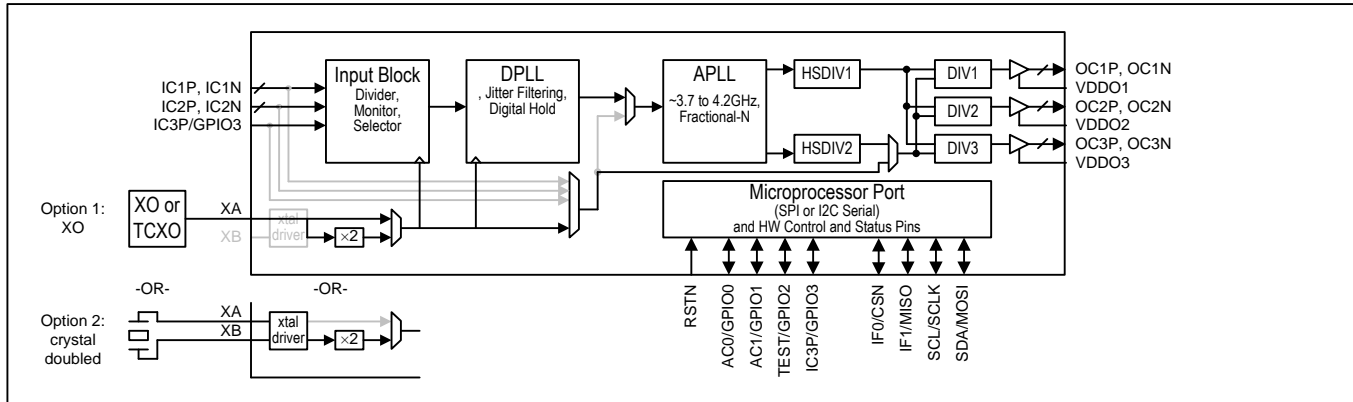 IC1P, IC1N
IC2P, IC2N
IC3P/GPIO3
Input Block
Divider,
Monitor,
Selector
DPLL
, Jitter Filtering,
Digital Hold
APLL
~3.7 to 4.2GHz,
Fractional-N
HSDIV1
HSDIV2
DIV1
DIV2
DIV3
OC1P, OC1N
VDDO1
OC2P, OC2N
VDDO2
OC3P, OC3N
VDDO3
Option 1:
XO
XO or
TCXO
XA
XB
xtal
driver
×2
Microprocessor Port
(SPI or I2C Serial)
and HW Control and Status Pins
RSTN
AC0/GPIO0
AC1/GPIO1
TEST/GPIO2
IC3P/GPIO3
IF0/CSN
IF1/MISO
SCL/SCLK
SDA/MOSI
-OR-
-OR-
Option 2:
crystal
doubled
XA
XB
xtal
driver
×2